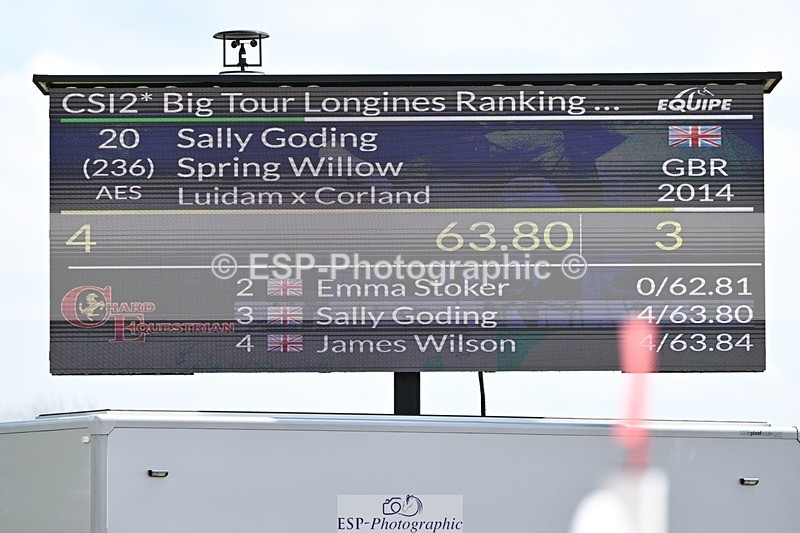 CSI2* Big Tour Longines Ranking ... EQUIPE
20 Sally Goding
(236) Spring Willow GBR
AES Luidam x Corland 2014
4 63.80 3
© ESP-Photographic ©
2 Emma Stoker 0/62.81
3 Sally Goding 4/63.80
4 James Wilson 4/63.84
CHARD
EQUESTRIAN
ESP-Photographic